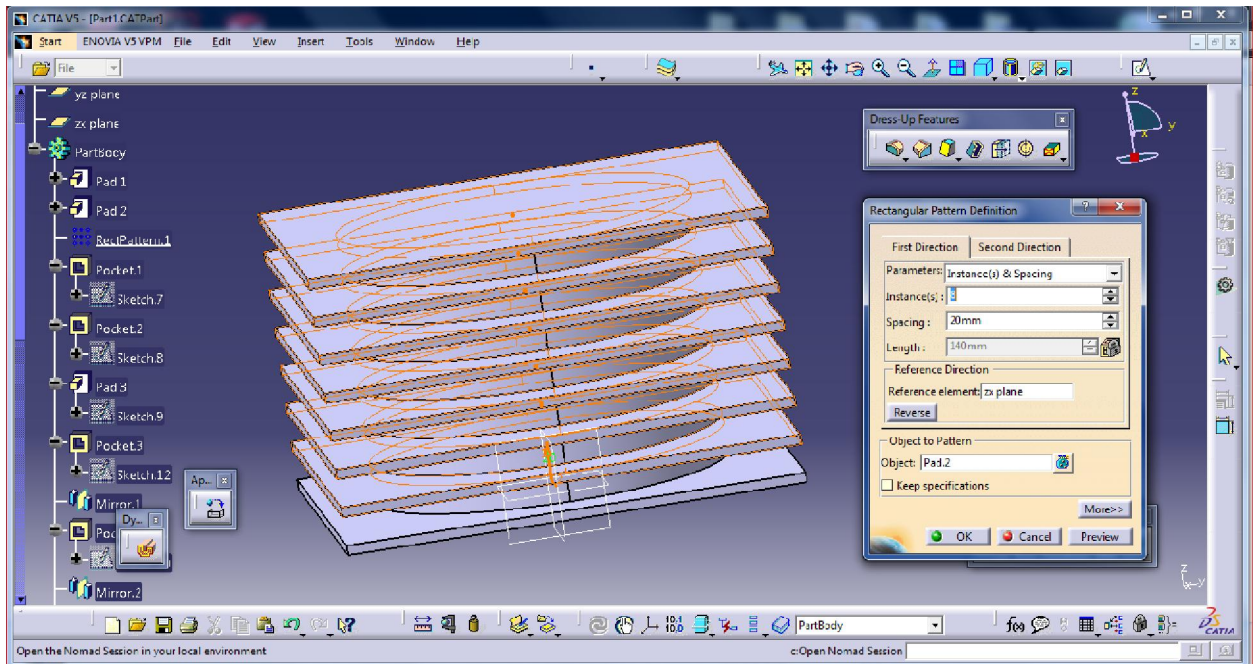 CATIA V5 - [Part1.CATPart]
Start ENOVIA V5 VPM File Edit View Insert Tools Window Help
File
yz plane
zx plane
PartBody
Pad 1
Pad 2
RectPattern.1
Pocket.1
Sketch.7
Pocket.2
Sketch.8
Pad 3
Sketch.9
Pocket.3
Sketch.12
Mirror.1
Poc
Mirror.2
Ap...
Dy...
z
y
x
Dress-Up Features
Rectangular Pattern Definition
First Direction Second Direction
Parameters: Instance(s) & Spacing
Instance(s) :
Spacing : 20mm
Length : 140mm
Reference Direction
Reference element: zx plane
Reverse
Object to Pattern
Object: Pad.2
Keep specifications
More>>
OK Cancel Preview
z
y
PartBody
CATIA
Open the Nomad Session in your local environment
c:Open Nomad Session